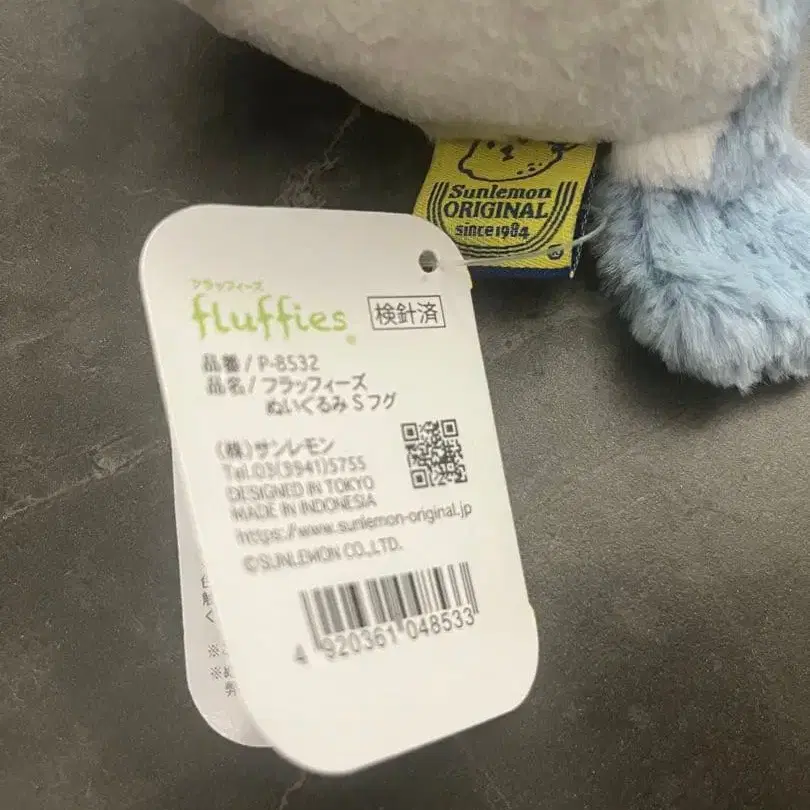 Sunlemon
ORIGINAL
since 1984
フラッフィーズ
fluffies
検針済
品番/P-8532
品名/フラッフィーズ
ぬいぐるみSフグ
(株)サンレモン
Tel.03(3941)5755
DESIGNED IN TOKYO
MADE IN INDONESIA
https://www.sunlemon-original.jp
©SUNLEMON CO.,LTD.
4 920361 048533